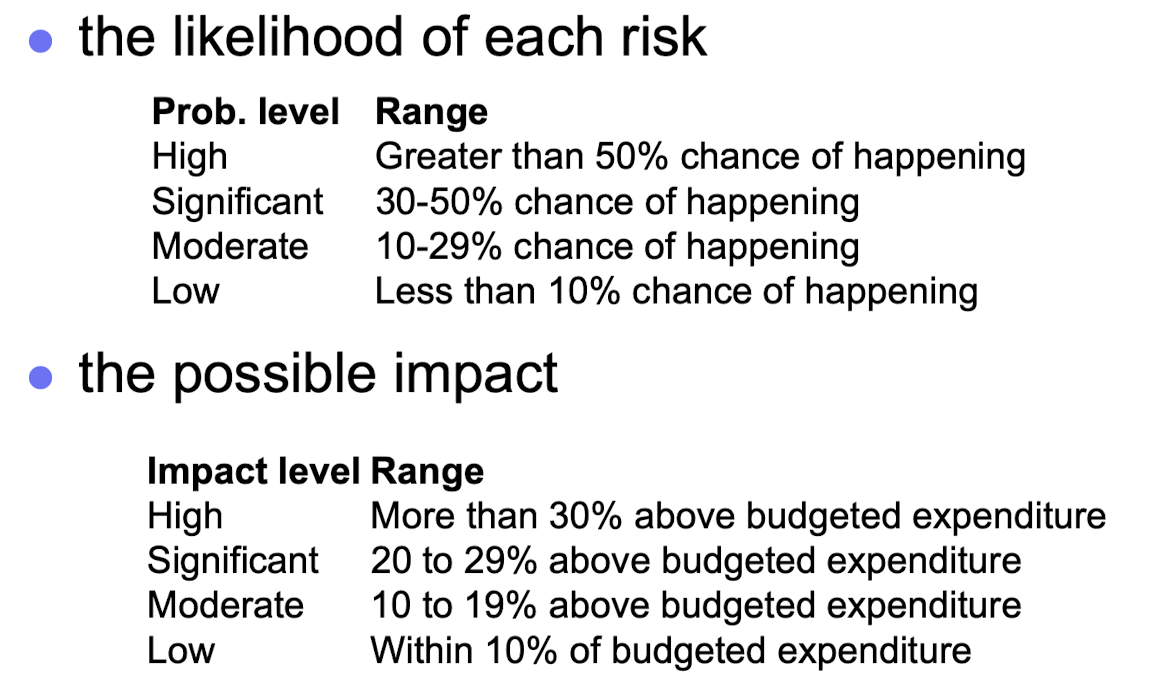 the likelihood of each risk
Prob. level Range
High Greater than 50% chance of happening
Significant 30-50% chance of happening
Moderate 10-29% chance of happening
Low Less than 10% chance of happening
the possible impact
Impact level Range
High More than 30% above budgeted expenditure
Significant 20 to 29% above budgeted expenditure
Moderate 10 to 19% above budgeted expenditure
Low Within 10% of budgeted expenditure